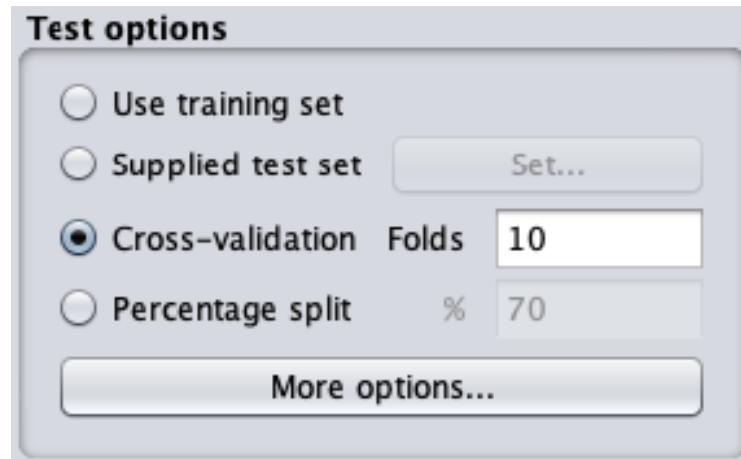 Test options
Use training set
Supplied test set Set...
Cross-validation Folds 10
Percentage split % 70
More options...